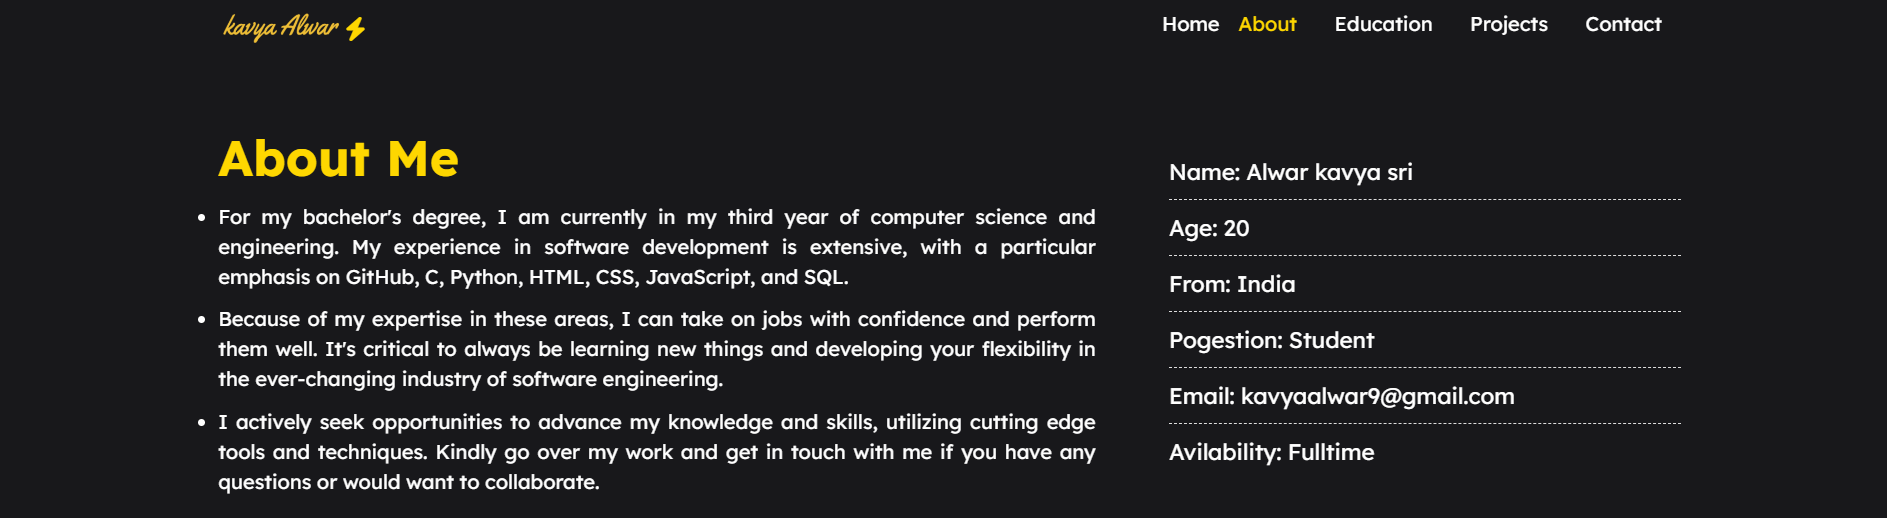 kavya Alwar
Home About Education Projects Contact
About Me
• For my bachelor's degree, I am currently in my third year of computer science and
engineering. My experience in software development is extensive, with a particular
emphasis on GitHub, C, Python, HTML, CSS, JavaScript, and SQL.
• Because of my expertise in these areas, I can take on jobs with confidence and perform
them well. It's critical to always be learning new things and developing your flexibility in
the ever-changing industry of software engineering.
• I actively seek opportunities to advance my knowledge and skills, utilizing cutting edge
tools and techniques. Kindly go over my work and get in touch with me if you have any
questions or would want to collaborate.
Name: Alwar kavya sri
Age: 20
From: India
Pogestion: Student
Email: kavyaalwar9@gmail.com
Avilability: Fulltime